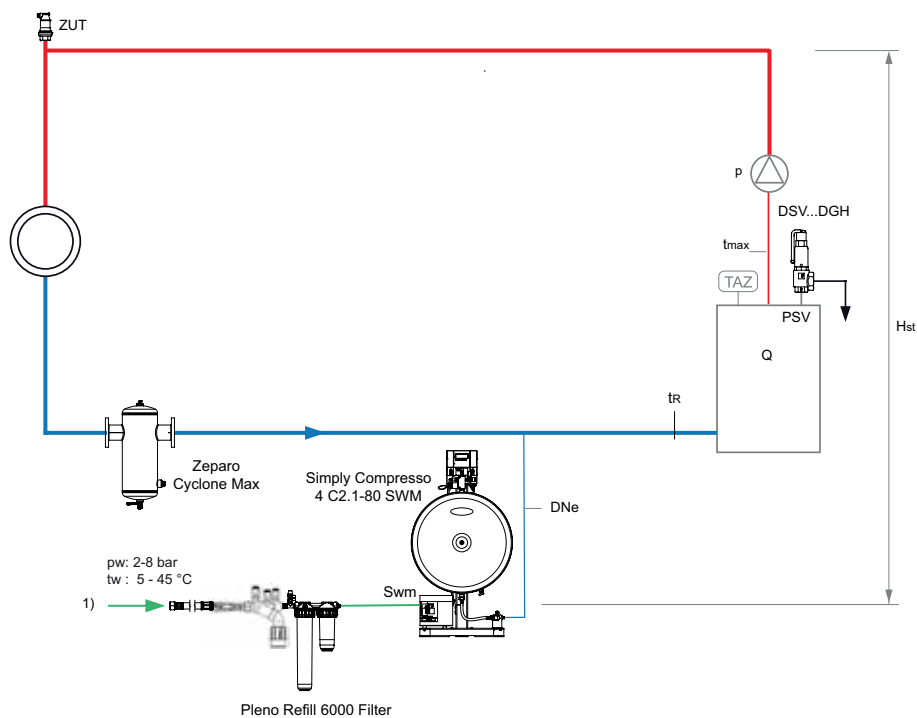 ZUT
p
DSV...DGH
tmax
TAZ
PSV
Hst
Q
tR
Zeparo
Cyclone Max
Simply Compresso
4 C2.1-80 SWM
DNe
pw: 2-8 bar
tw : 5 - 45 °C
Swm
1)
Pleno Refill 6000 Filter